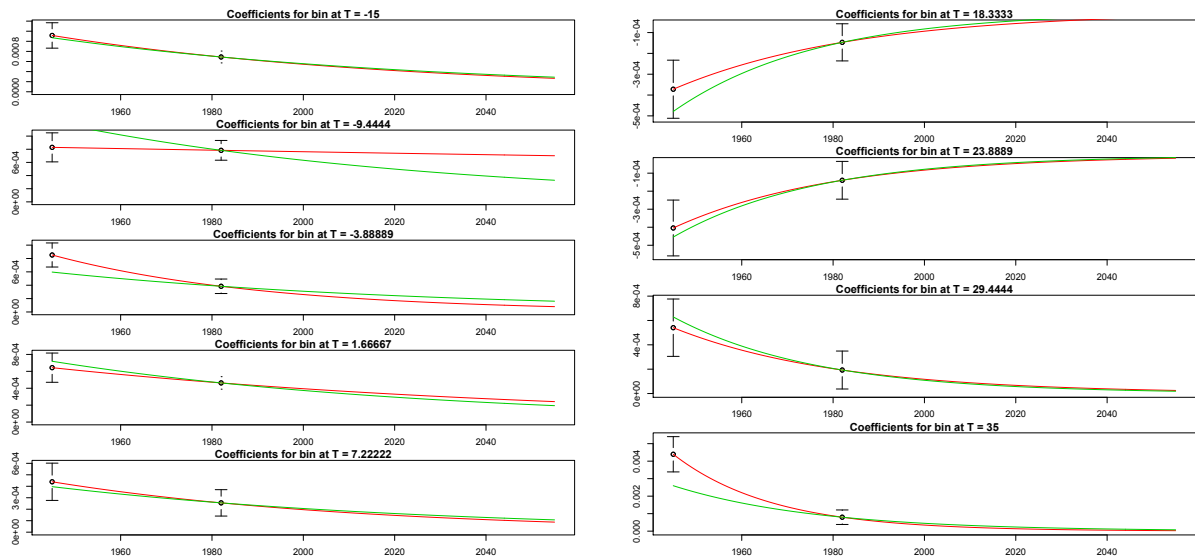 Coefficients for bin at T = -15
0.0008
0.0000
1960 1980 2000 2020 2040
Coefficients for bin at T = -9.4444
6e-04
0e+00
1960 1980 2000 2020 2040
Coefficients for bin at T = -3.88889
6e-04
0e+00
1960 1980 2000 2020 2040
Coefficients for bin at T = 1.66667
8e-04
4e-04
0e+00
1960 1980 2000 2020 2040
Coefficients for bin at T = 7.22222
6e-04
3e-04
0e+00
1960 1980 2000 2020 2040
Coefficients for bin at T = 18.3333
-1e-04
-3e-04
-5e-04
1960 1980 2000 2020 2040
Coefficients for bin at T = 23.8889
-1e-04
-3e-04
-5e-04
1960 1980 2000 2020 2040
Coefficients for bin at T = 29.4444
8e-04
4e-04
0e+00
1960 1980 2000 2020 2040
Coefficients for bin at T = 35
0.004
0.002
0.000
1960 1980 2000 2020 2040